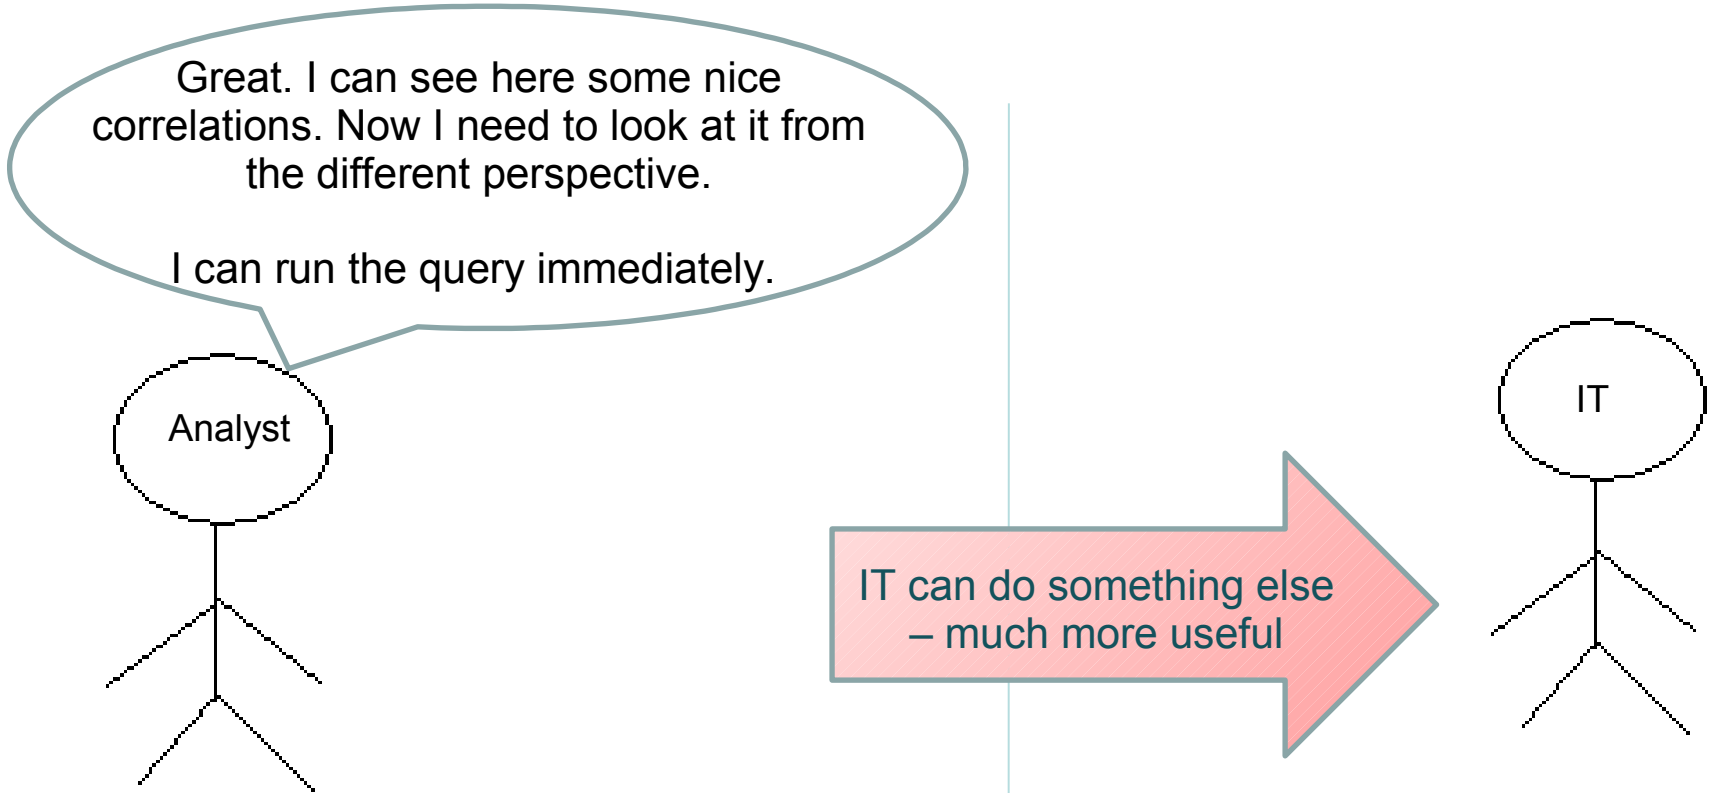 Great. I can see here some nice
correlations. Now I need to look at it from
the different perspective.
I can run the query immediately.
Analyst
IT
IT can do something else
– much more useful